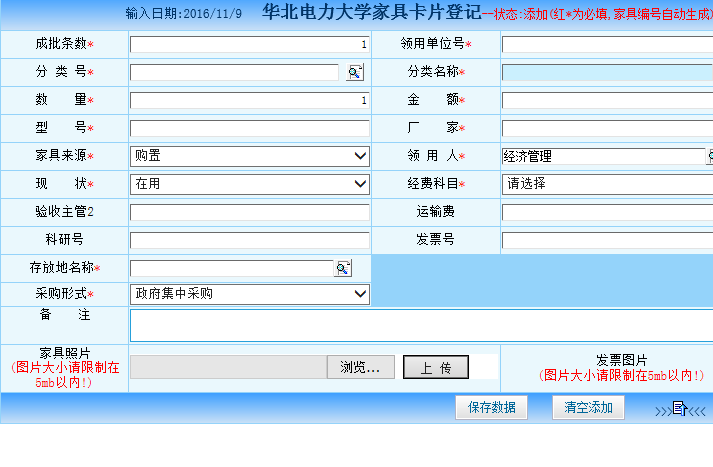 输入日期:2016/11/9 华北电力大学家具卡片登记--状态:添加(红*为必填,家具编号自动生成)
成批条数* 1 领用单位号*
分 类 号* 分类名称*
数 量* 1 金 额*
型 号* 厂 家*
家具来源* 购置 领 用 人* 经济管理
现 状* 在用 经费科目* 请选择
验收主管2 运输费
科研号 发票号
存放地名称*
采购形式* 政府集中采购
备 注
家具照片
(图片大小请限制在
5mb以内!)
浏览... 上 传
发票图片
(图片大小请限制在5mb以内!)
保存数据 清空添加 >>> <<<